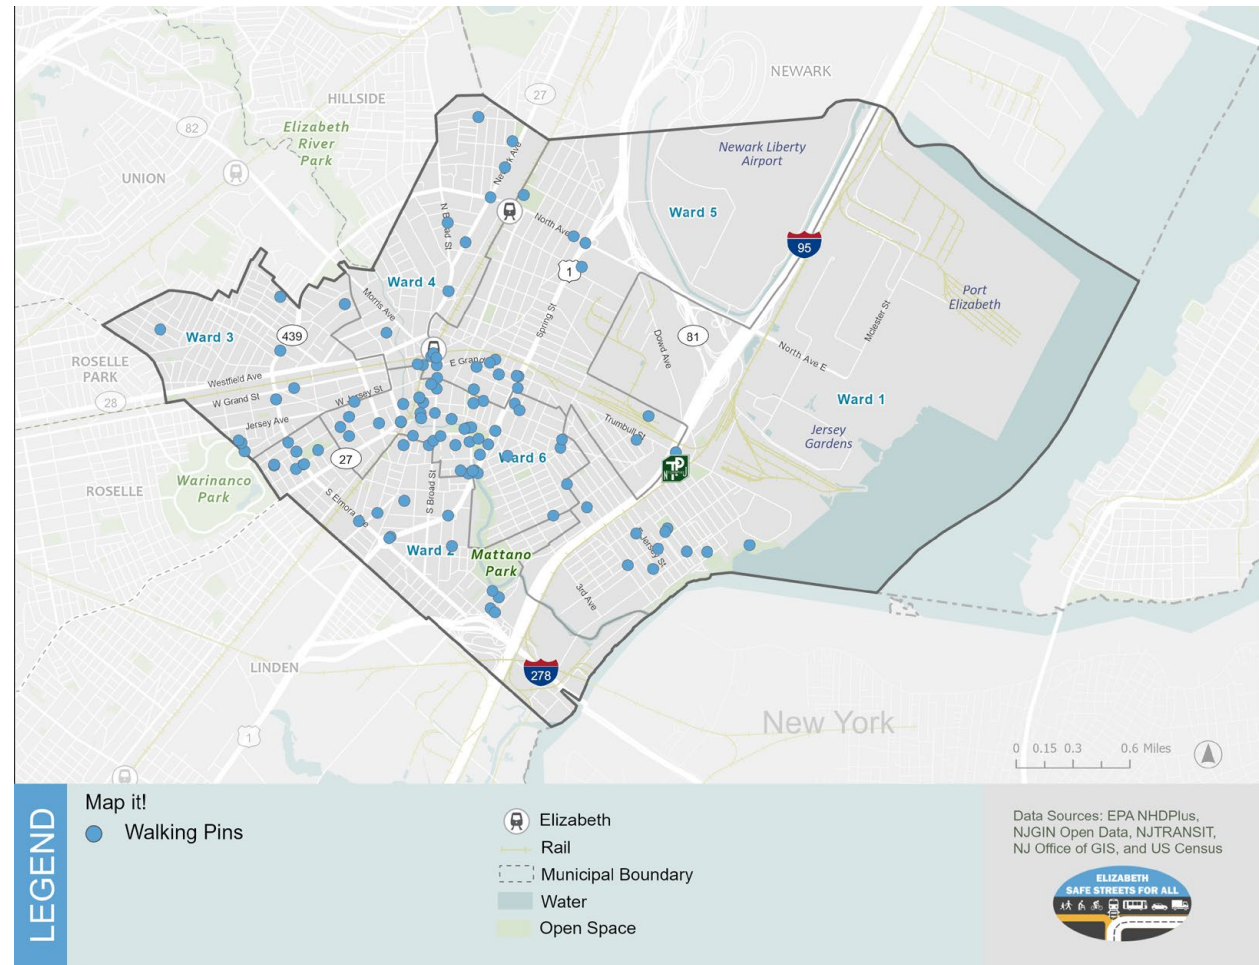 NEWARK
27
HILLSIDE
82
Elizabeth
River
Park
UNION
Newark Ave
Newark Liberty
Airport
N Broad St
North Ave
Ward 5
95
1
Ward 4
Morris Ave
Port
Elizabeth
Spring St
Mclester St
Ward 3
439
81
Dowd Ave
ROSELLE
PARK
E Grand
North Ave E
Westfield Ave
28
W Grand St
W Jersey St
Ward 1
Jersey Ave
Trumbull St
Jersey
Gardens
27
Ward 6
Warinanco
Park
ROSELLE
S Broad St
S Elmora Ave
Ward 2
Mattano
Park
Jersey St
3rd Ave
LINDEN
278
New York
1
0 0.15 0.3 0.6 Miles
LEGEND
Map it!
Walking Pins
Elizabeth
Rail
Municipal Boundary
Water
Open Space
Data Sources: EPA NHDPlus,
NJGIN Open Data, NJTRANSIT,
NJ Office of GIS, and US Census
ELIZABETH
SAFE STREETS FOR ALL